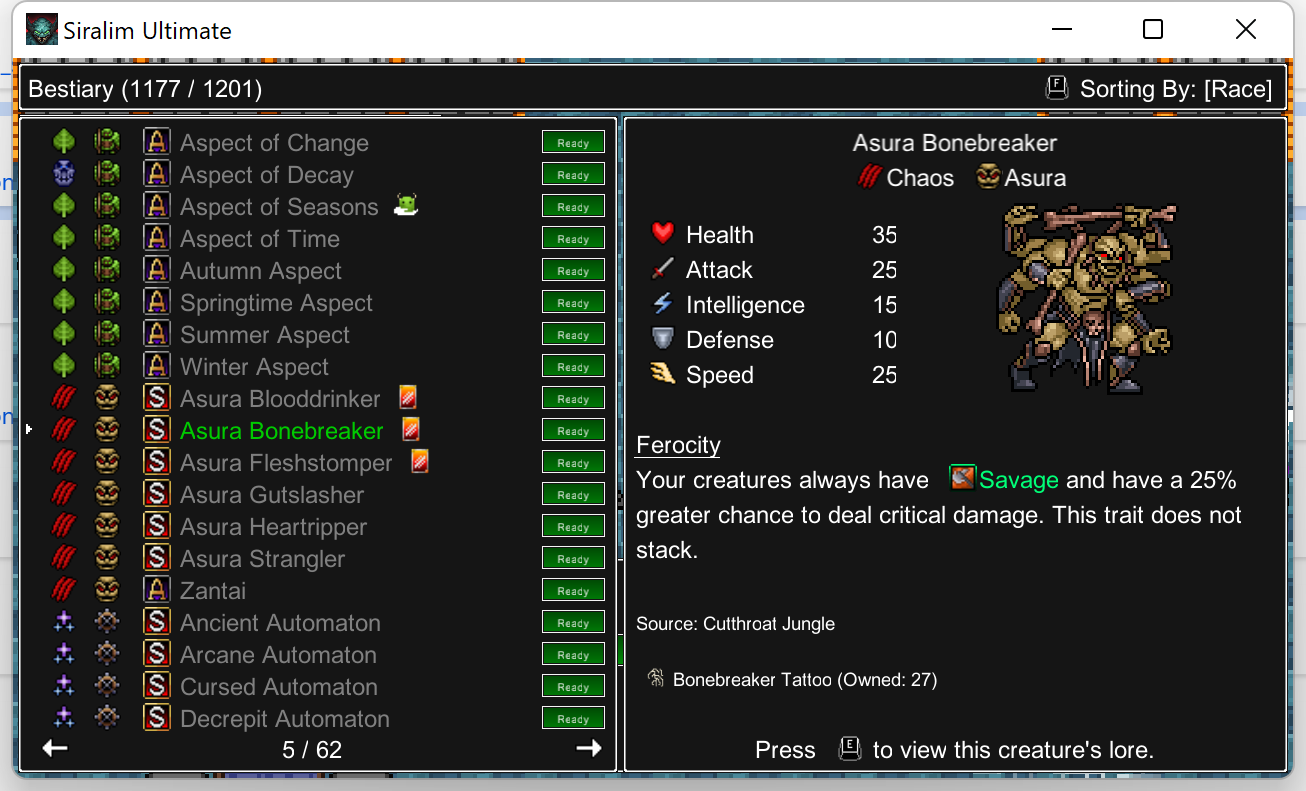 Siralim Ultimate
Bestiary (1177 / 1201)
F Sorting By: [Race]
A Aspect of Change Ready
A Aspect of Decay Ready
A Aspect of Seasons Ready
A Aspect of Time Ready
A Autumn Aspect Ready
A Springtime Aspect Ready
A Summer Aspect Ready
A Winter Aspect Ready
S Asura Blooddrinker Ready
S Asura Bonebreaker Ready
S Asura Fleshstomper Ready
S Asura Gutslasher Ready
S Asura Heartripper Ready
S Asura Strangler Ready
A Zantai Ready
S Ancient Automaton Ready
S Arcane Automaton Ready
S Cursed Automaton Ready
S Decrepit Automaton Ready
5 / 62
Asura Bonebreaker
Chaos Asura
Health 35
Attack 25
Intelligence 15
Defense 10
Speed 25
Ferocity
Your creatures always have Savage and have a 25%
greater chance to deal critical damage. This trait does not
stack.
Source: Cutthroat Jungle
Bonebreaker Tattoo (Owned: 27)
Press E to view this creature's lore.